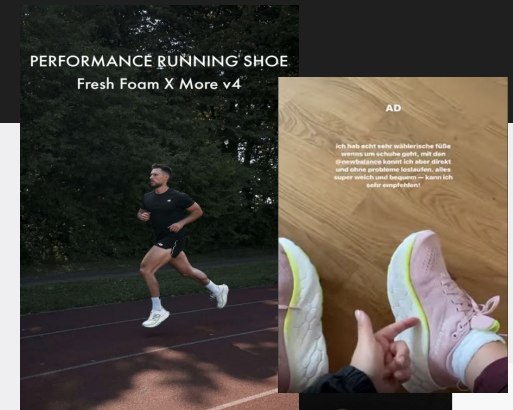 PERFORMANCE RUNNING SHOE
Fresh Foam X More v4
AD
ich hab echt sehr wählerische füße
wenns um schuhe geht, mit den
@newbalance konnt ich aber direkt
und ohne probleme loslaufen, alles
super weich und bequem — kann ich
sehr empfehlen!